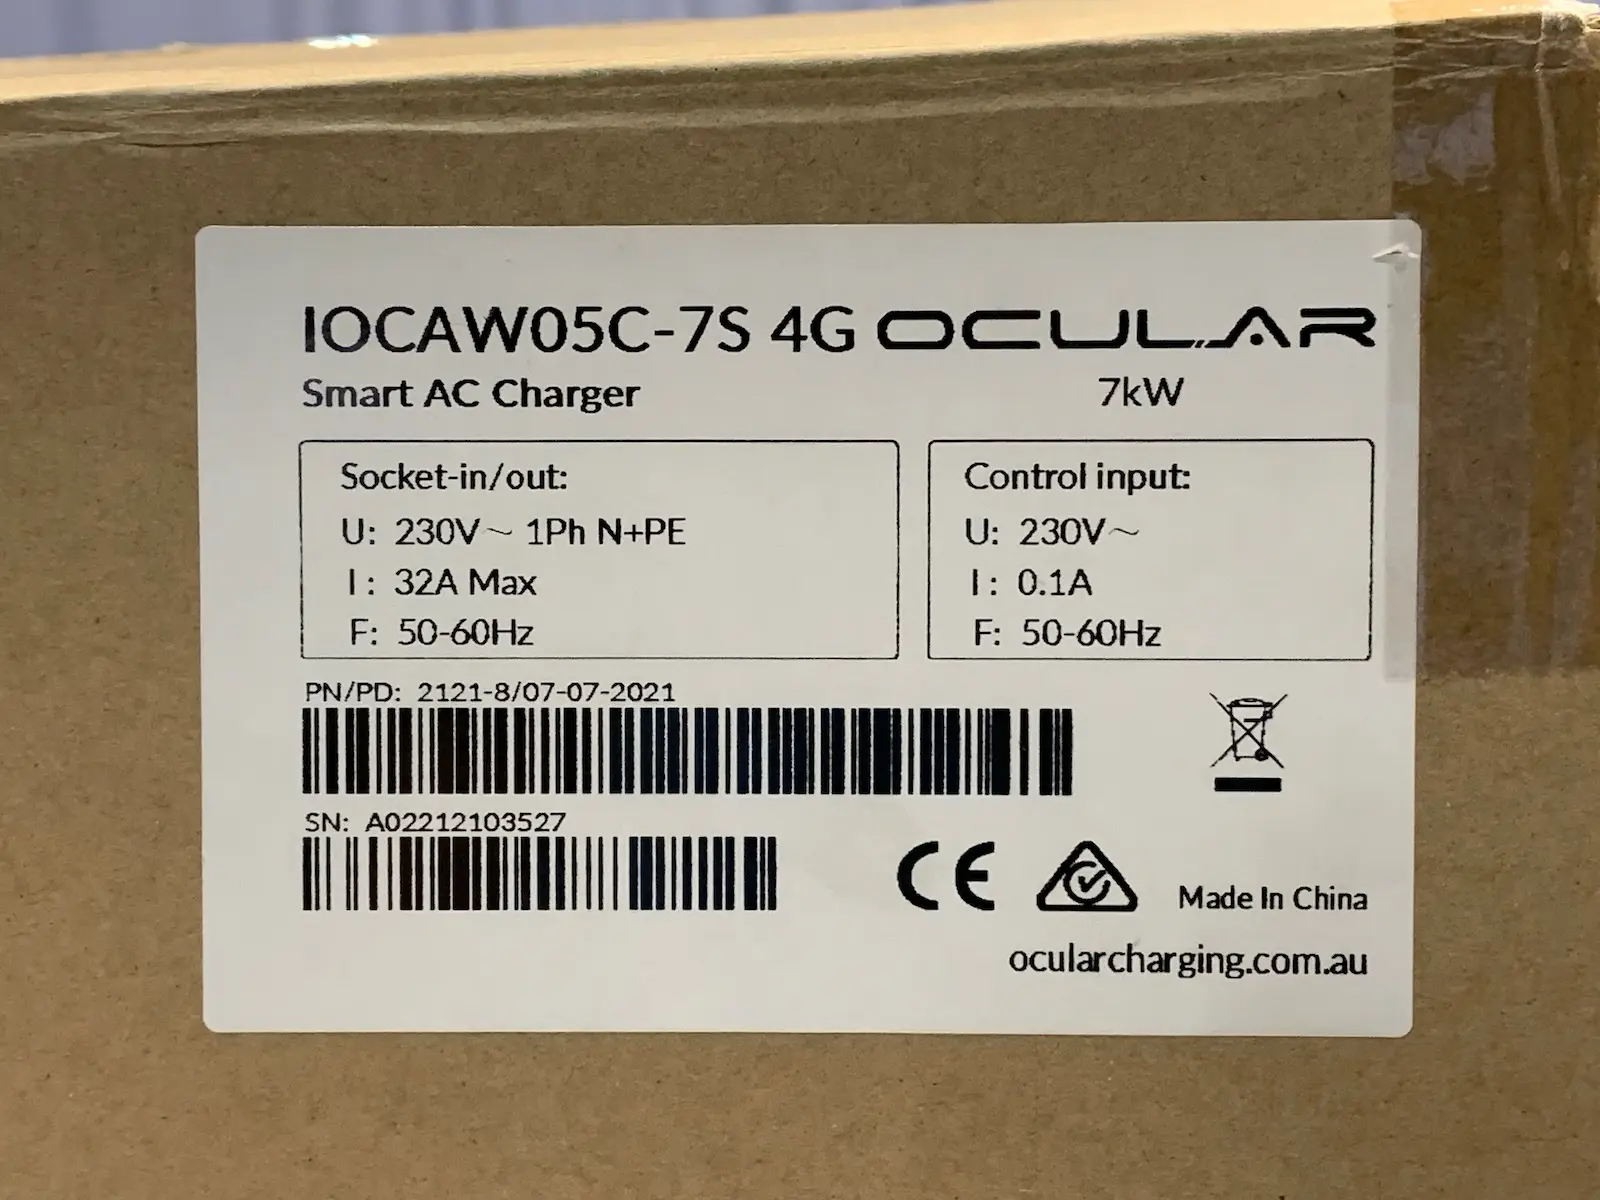 IOCAW05C-7S 4G OCULAR
Smart AC Charger 7kW
Socket-in/out:
U: 230V~ 1Ph N+PE
I: 32A Max
F: 50-60Hz
Control input:
U: 230V~
I: 0.1A
F: 50-60Hz
PN/PD: 2121-8/07-07-2021
SN: A02212103527
CE
Made In China
ocularcharging.com.au